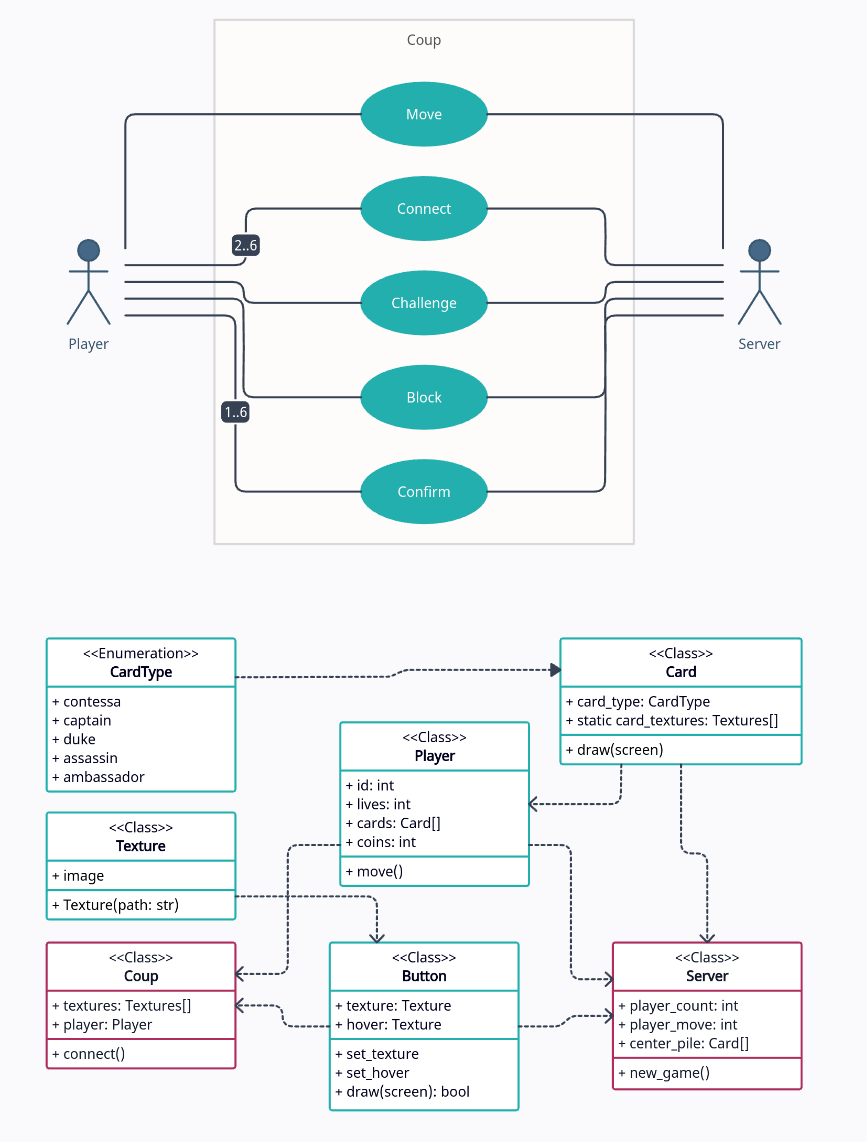 Coup
Move
Connect
2..6
Challenge
Player
Server
Block
1..6
Confirm
<<Enumeration>>
CardType
+ contessa
+ captain
+ duke
+ assassin
+ ambassador
<<Class>>
Card
+ card_type: CardType
+ static card_textures: Textures[]
+ draw(screen)
<<Class>>
Player
+ id: int
+ lives: int
+ cards: Card[]
+ coins: int
+ move()
<<Class>>
Texture
+ image
+ Texture(path: str)
<<Class>>
Coup
+ textures: Textures[]
+ player: Player
+ connect()
<<Class>>
Button
+ texture: Texture
+ hover: Texture
+ set_texture
+ set_hover
+ draw(screen): bool
<<Class>>
Server
+ player_count: int
+ player_move: int
+ center_pile: Card[]
+ new_game()